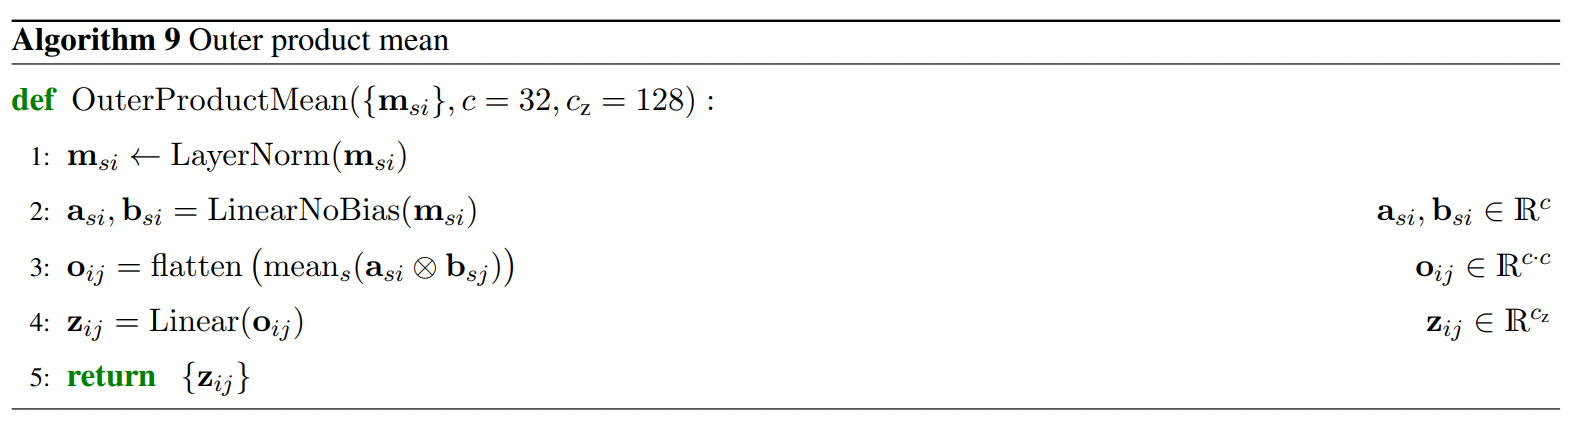 Algorithm 9 Outer product mean
def OuterProductMean({m_si}, c = 32, c_z = 128) :
1: m_si ← LayerNorm(m_si)
2: a_si, b_si = LinearNoBias(m_si) a_si, b_si ∈ ℝ^c
3: o_ij = flatten (mean_s(a_si ⊗ b_sj)) o_ij ∈ ℝ^{c·c}
4: z_ij = Linear(o_ij) z_ij ∈ ℝ^{c_z}
5: return {z_ij}